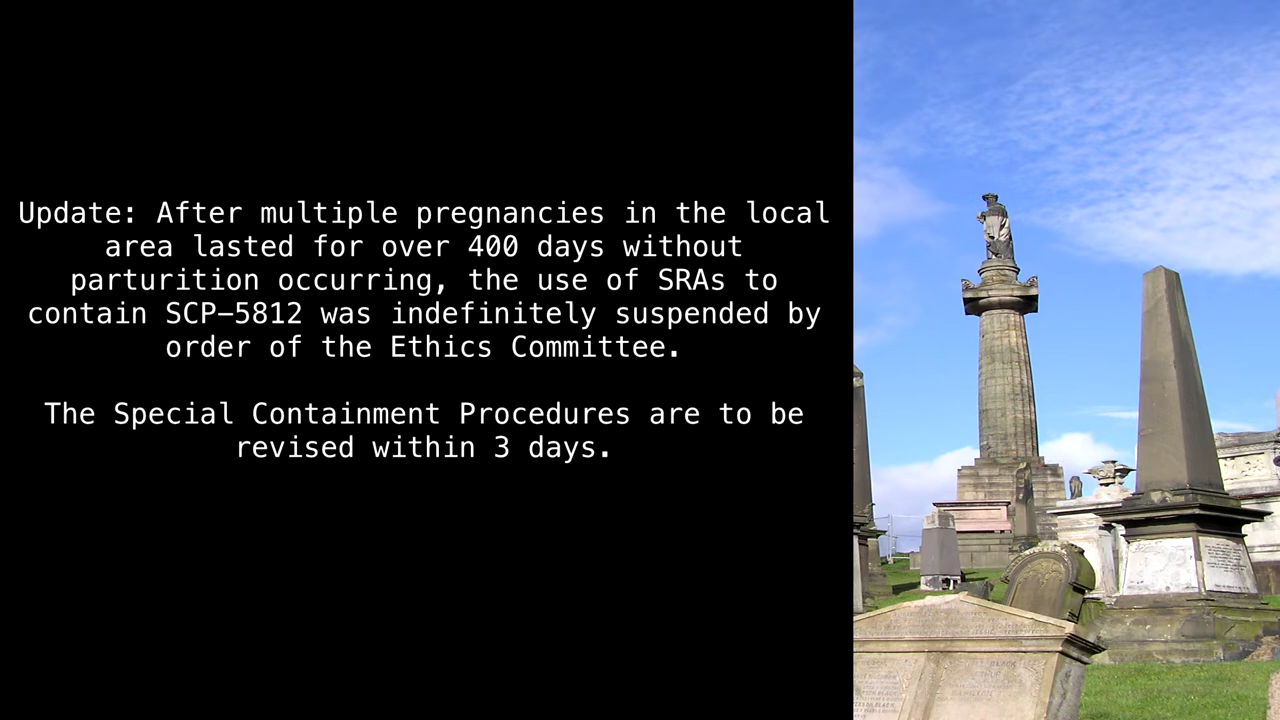 Update: After multiple pregnancies in the local
area lasted for over 400 days without
parturition occurring, the use of SRAs to
contain SCP-5812 was indefinitely suspended by
order of the Ethics Committee.
The Special Containment Procedures are to be
revised within 3 days.